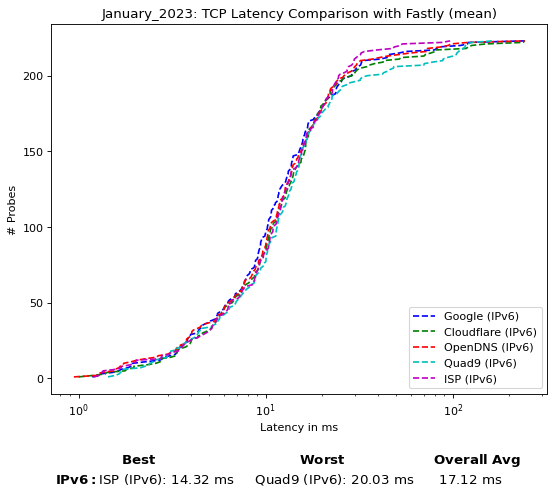 January_2023: TCP Latency Comparison with Fastly (mean)
200
150
100
50
0
# Probes
Google (IPv6)
Cloudflare (IPv6)
OpenDNS (IPv6)
Quad9 (IPv6)
ISP (IPv6)
10⁰ 10¹ 10²
Latency in ms
Best Worst Overall Avg
IPv6: ISP (IPv6): 14.32 ms Quad9 (IPv6): 20.03 ms 17.12 ms